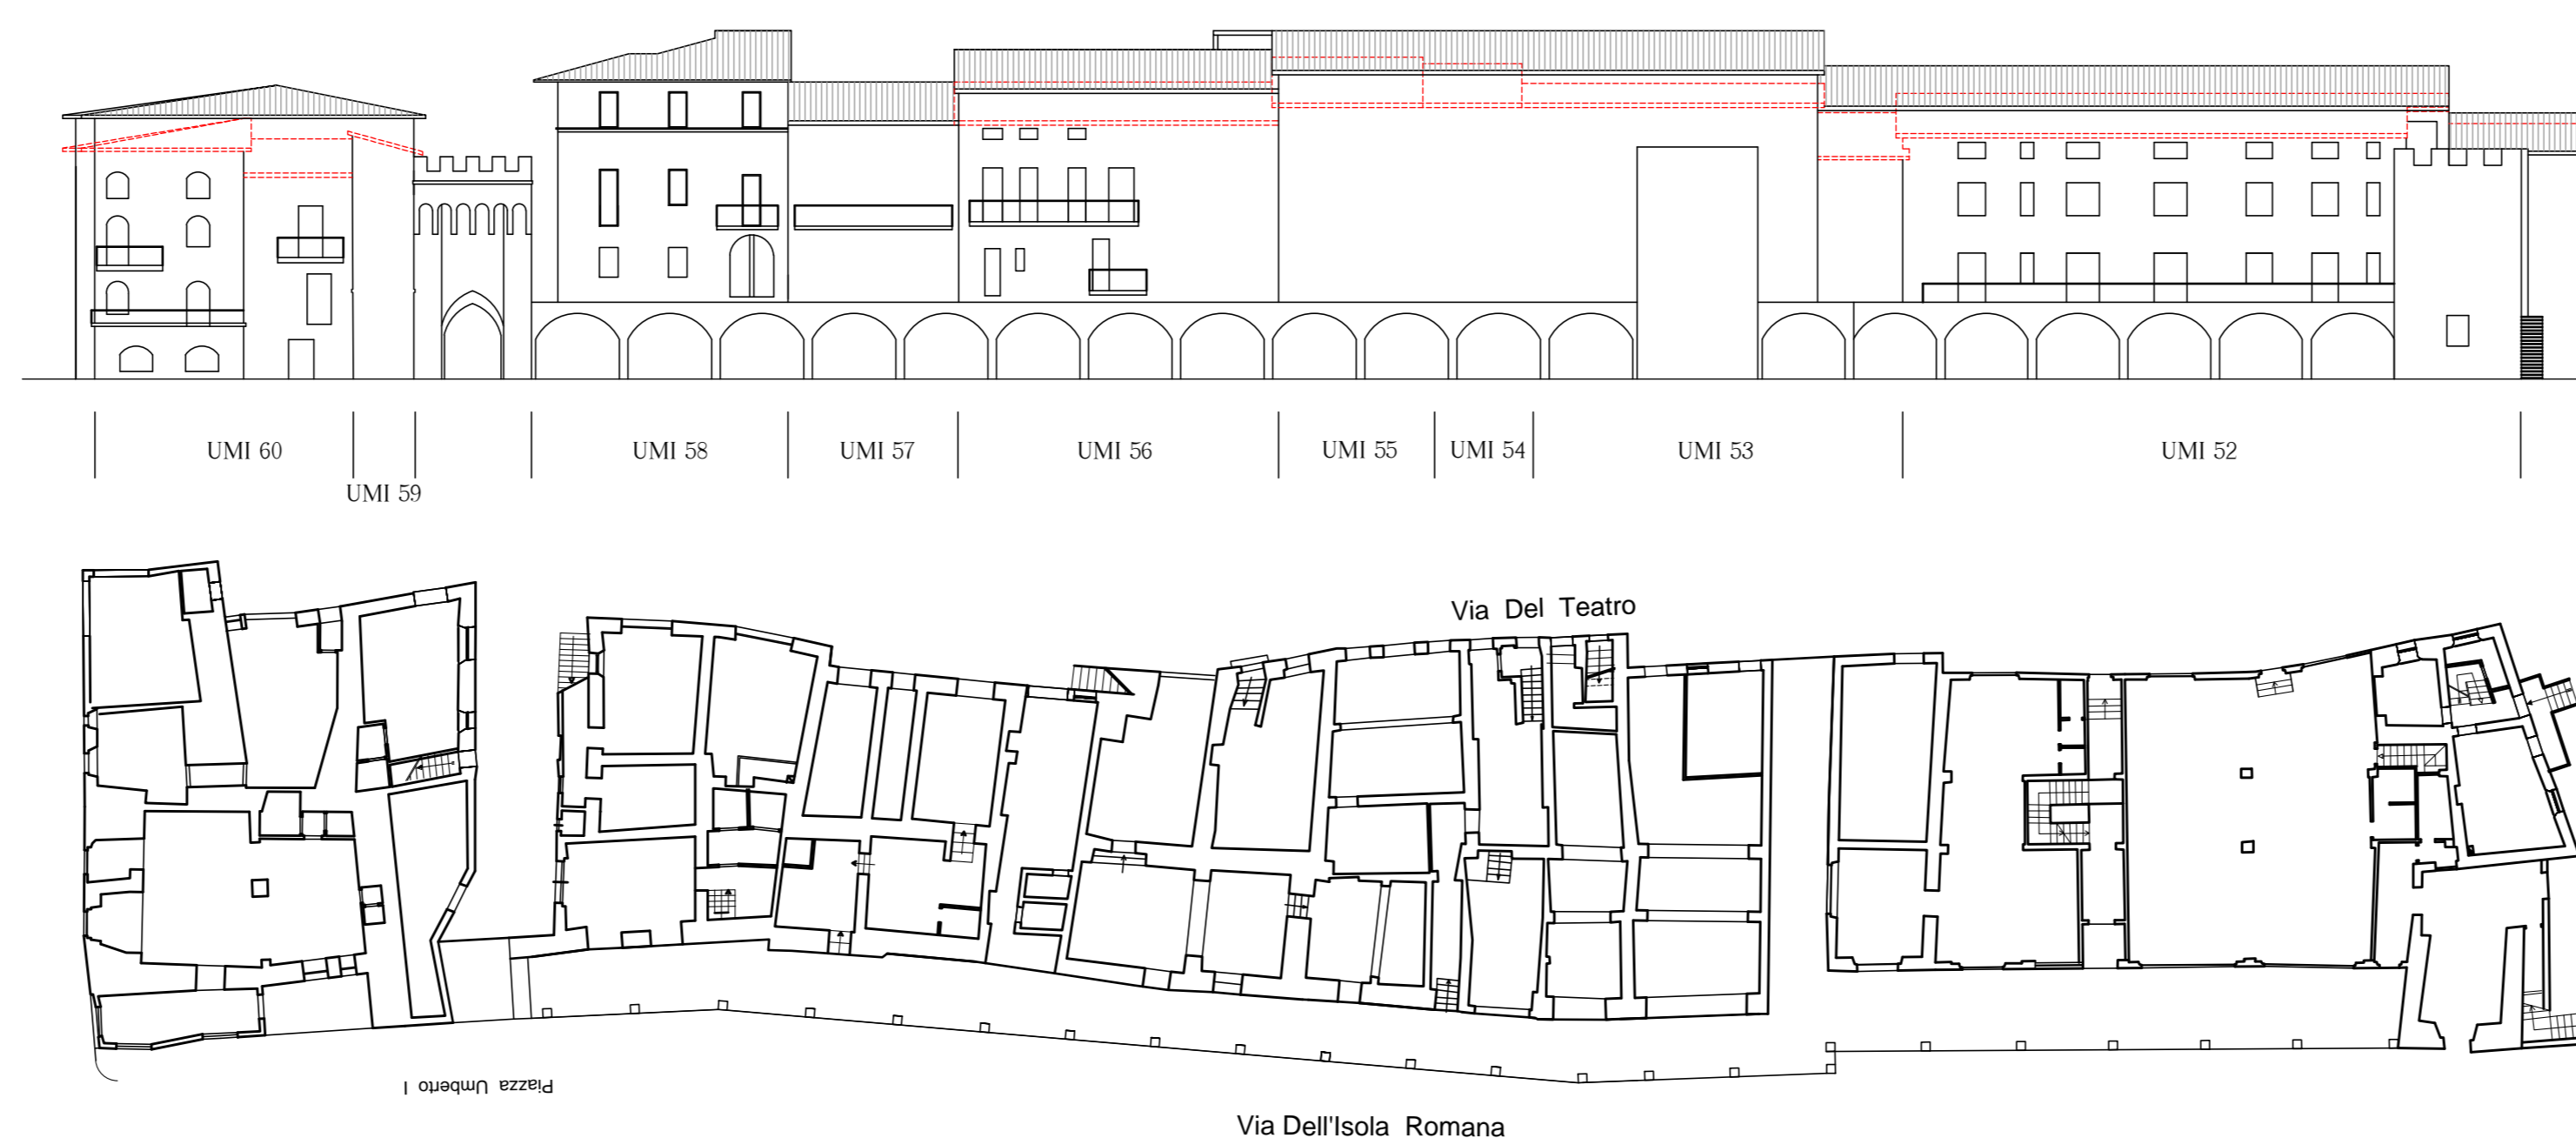 UMI 60
UMI 58
UMI 57
UMI 56
UMI 55
UMI 54
UMI 53
UMI 52
UMI 59
Via Del Teatro
Piazza Umberto I
Via Dell'Isola Romana